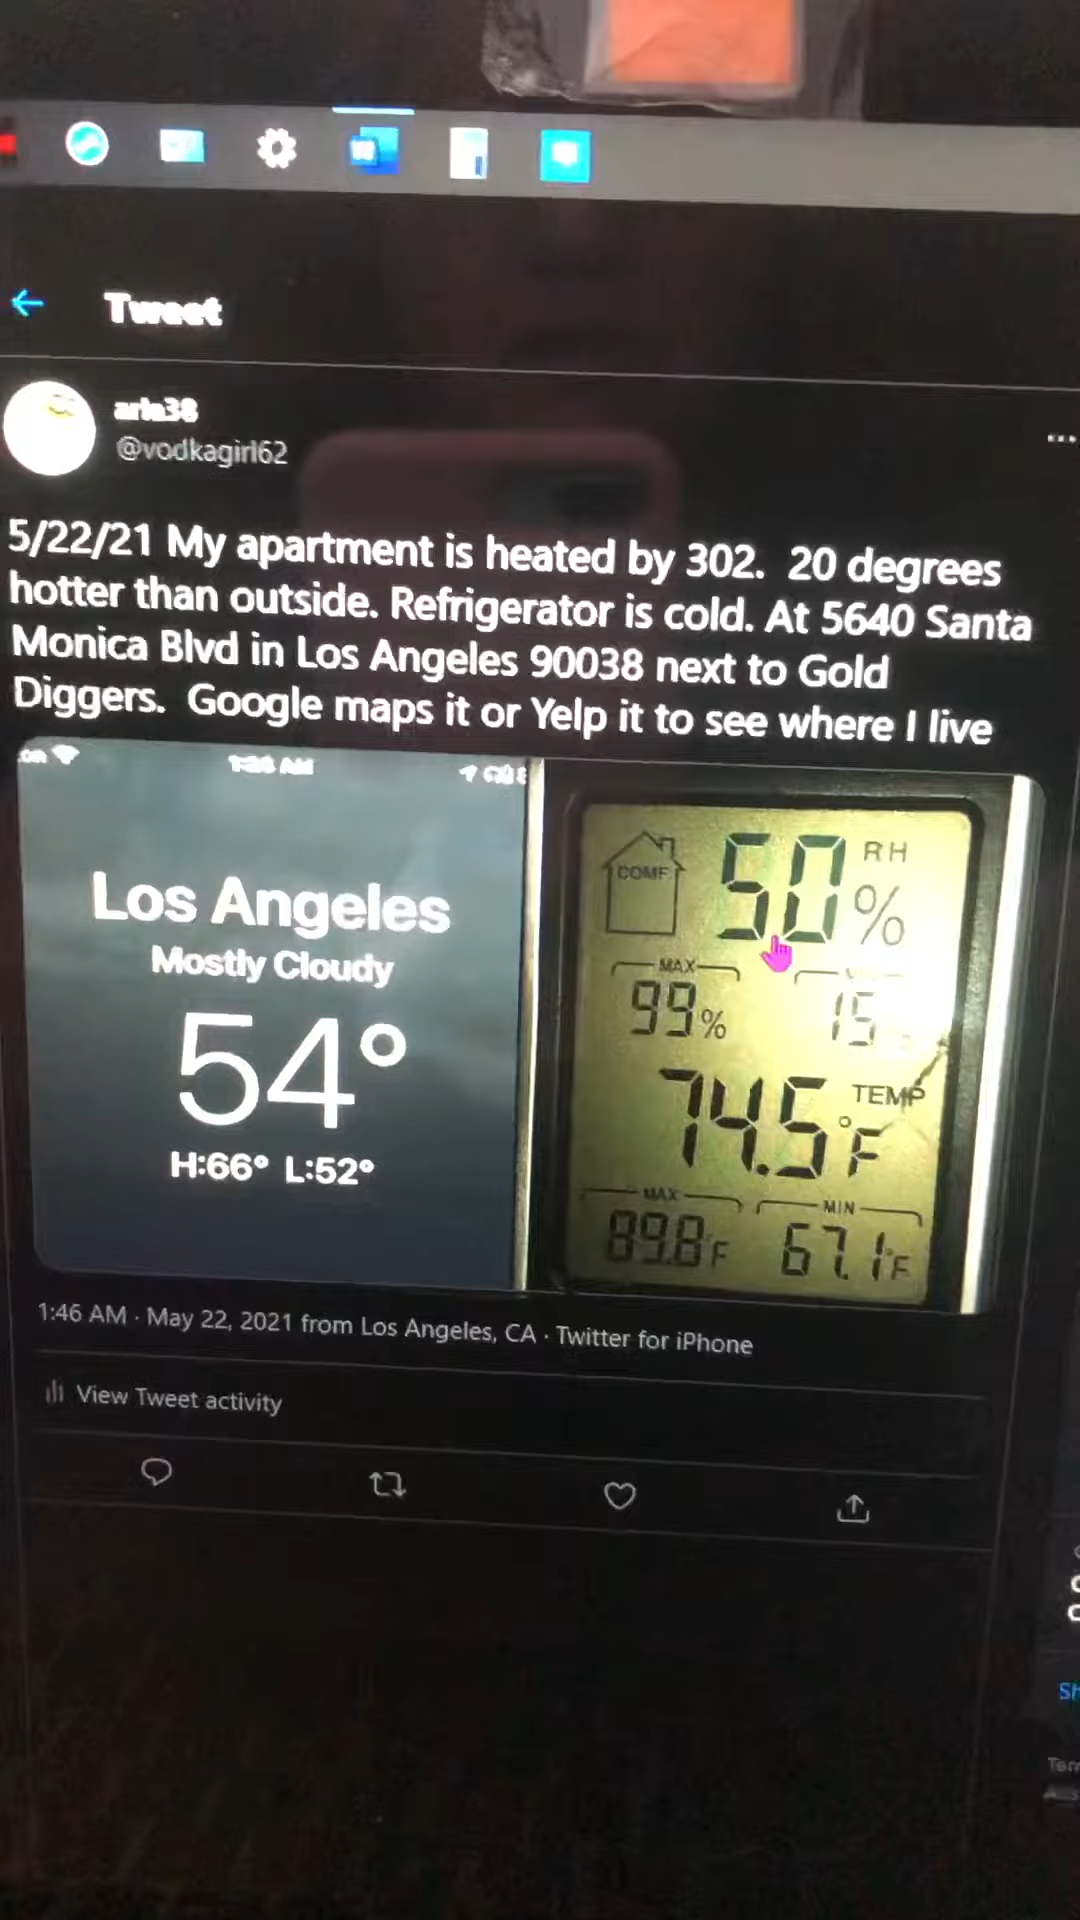 Tweet
@vodkagirl62
5/22/21 My apartment is heated by 302.  20 degrees
hotter than outside. Refrigerator is cold. At 5640 Santa
Monica Blvd in Los Angeles 90038 next to Gold
Diggers.  Google maps it or Yelp it to see where I live
Los Angeles
Mostly Cloudy
54°
H:66° L:52°
COMF
50 RH %
MAX
99%
15
74.5 TEMP °F
MAX MIN
89.8°F 67.1°F
1:46 AM · May 22, 2021 from Los Angeles, CA · Twitter for iPhone
View Tweet activity